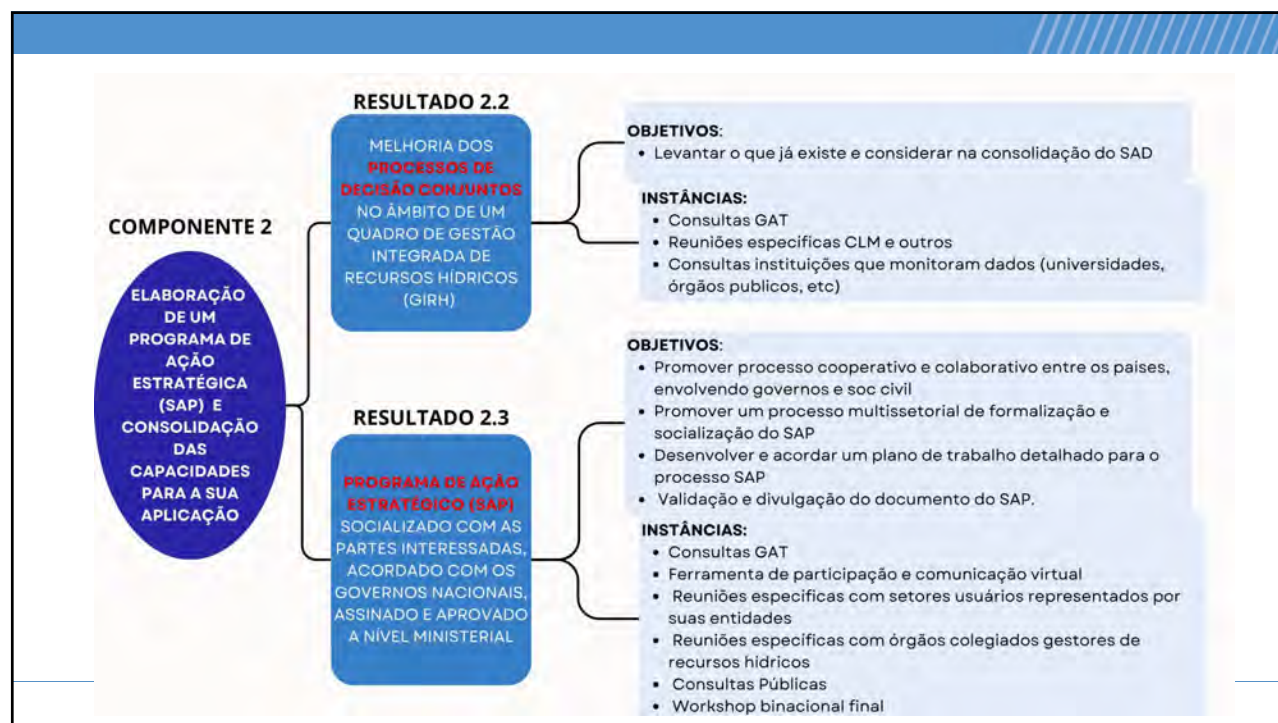 COMPONENTE 2
ELABORAÇÃO
DE UM
PROGRAMA DE
AÇÃO
ESTRATÉGICA
(SAP) E
CONSOLIDAÇÃO
DAS
CAPACIDADES
PARA A SUA
APLICAÇÃO
RESULTADO 2.2
MELHORIA DOS
PROCESSOS DE
DECISÃO CONJUNTOS
NO ÂMBITO DE UM
QUADRO DE GESTÃO
INTEGRADA DE
RECURSOS HÍDRICOS
(GIRH)
OBJETIVOS:
• Levantar o que já existe e considerar na consolidação do SAD
INSTÂNCIAS:
• Consultas GAT
• Reuniões especificas CLM e outros
• Consultas instituições que monitoram dados (universidades,
órgãos publicos, etc)
RESULTADO 2.3
PROGRAMA DE AÇÃO
ESTRATÉGICO (SAP)
SOCIALIZADO COM AS
PARTES INTERESSADAS,
ACORDADO COM OS
GOVERNOS NACIONAIS,
ASSINADO E APROVADO
A NÍVEL MINISTERIAL
OBJETIVOS:
• Promover processo cooperativo e colaborativo entre os paises,
envolvendo governos e soc civil
• Promover um processo multissetorial de formalização e
socialização do SAP
• Desenvolver e acordar um plano de trabalho detalhado para o
processo SAP
• Validação e divulgação do documento do SAP.
INSTÂNCIAS:
• Consultas GAT
• Ferramenta de participação e comunicação virtual
• Reuniões especificas com setores usuários representados por
suas entidades
• Reuniões específicas com órgãos colegiados gestores de
recursos hidricos
• Consultas Públicas
• Workshop binacional final